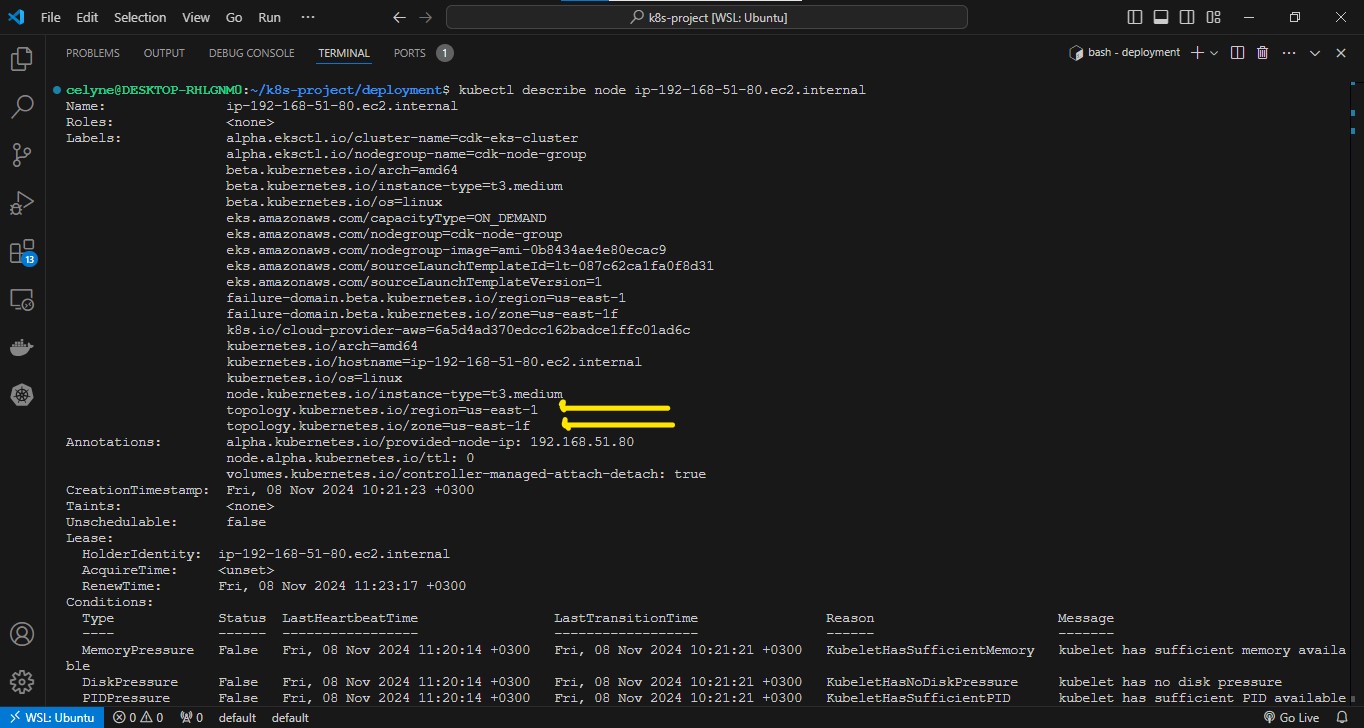 File Edit Selection View Go Run ··· k8s-project [WSL: Ubuntu]
PROBLEMS OUTPUT DEBUG CONSOLE TERMINAL PORTS 1 bash - deployment
celyne@DESKTOP-RHLGNM0:~/k8s-project/deployment$ kubectl describe node ip-192-168-51-80.ec2.internal
Name: ip-192-168-51-80.ec2.internal
Roles: <none>
Labels: alpha.eksctl.io/cluster-name=cdk-eks-cluster
alpha.eksctl.io/nodegroup-name=cdk-node-group
beta.kubernetes.io/arch=amd64
beta.kubernetes.io/instance-type=t3.medium
beta.kubernetes.io/os=linux
eks.amazonaws.com/capacityType=ON_DEMAND
eks.amazonaws.com/nodegroup=cdk-node-group
eks.amazonaws.com/nodegroup-image=ami-0b8434ae4e80ecac9
eks.amazonaws.com/sourceLaunchTemplateId=lt-087c62ca1fa0f8d31
eks.amazonaws.com/sourceLaunchTemplateVersion=1
failure-domain.beta.kubernetes.io/region=us-east-1
failure-domain.beta.kubernetes.io/zone=us-east-1f
k8s.io/cloud-provider-aws=6a5d4ad370edcc162badce1ffc01ad6c
kubernetes.io/arch=amd64
kubernetes.io/hostname=ip-192-168-51-80.ec2.internal
kubernetes.io/os=linux
node.kubernetes.io/instance-type=t3.medium
topology.kubernetes.io/region=us-east-1
topology.kubernetes.io/zone=us-east-1f
Annotations: alpha.kubernetes.io/provided-node-ip: 192.168.51.80
node.alpha.kubernetes.io/ttl: 0
volumes.kubernetes.io/controller-managed-attach-detach: true
CreationTimestamp: Fri, 08 Nov 2024 10:21:23 +0300
Taints: <none>
Unschedulable: false
Lease:
HolderIdentity: ip-192-168-51-80.ec2.internal
AcquireTime: <unset>
RenewTime: Fri, 08 Nov 2024 11:23:17 +0300
Conditions:
Type Status LastHeartbeatTime LastTransitionTime Reason Message
---- ------ ----------------- ------------------ ------ -------
MemoryPressure False Fri, 08 Nov 2024 11:20:14 +0300 Fri, 08 Nov 2024 10:21:21 +0300 KubeletHasSufficientMemory kubelet has sufficient memory availa
ble
DiskPressure False Fri, 08 Nov 2024 11:20:14 +0300 Fri, 08 Nov 2024 10:21:21 +0300 KubeletHasNoDiskPressure kubelet has no disk pressure
PIDPressure False Fri, 08 Nov 2024 11:20:14 +0300 Fri, 08 Nov 2024 10:21:21 +0300 KubeletHasSufficientPID kubelet has sufficient PID available
13
WSL: Ubuntu 0 0 0 default default Go Live